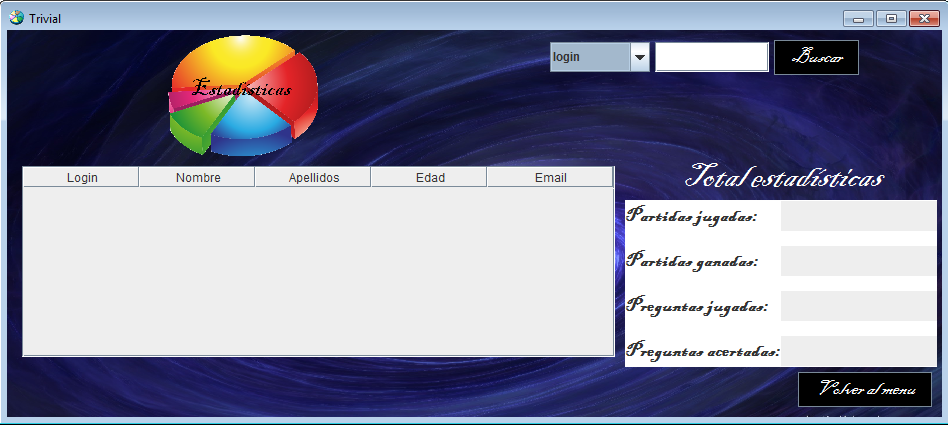 Trivial
Estadísticas
login
Buscar
Login Nombre Apellidos Edad Email
Total estadísticas
Partidas jugadas:
Partidas ganadas:
Preguntas jugadas:
Preguntas acertadas:
Volver al menu